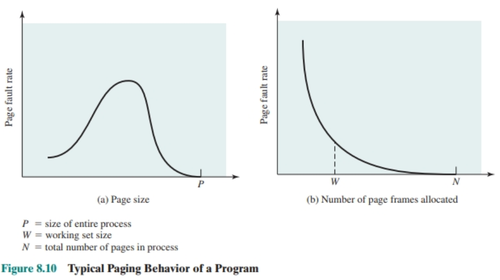 Page fault rate
P
(a) Page size
Page fault rate
W
N
(b) Number of page frames allocated
P = size of entire process
W = working set size
N = total number of pages in process
Figure 8.10 Typical Paging Behavior of a Program